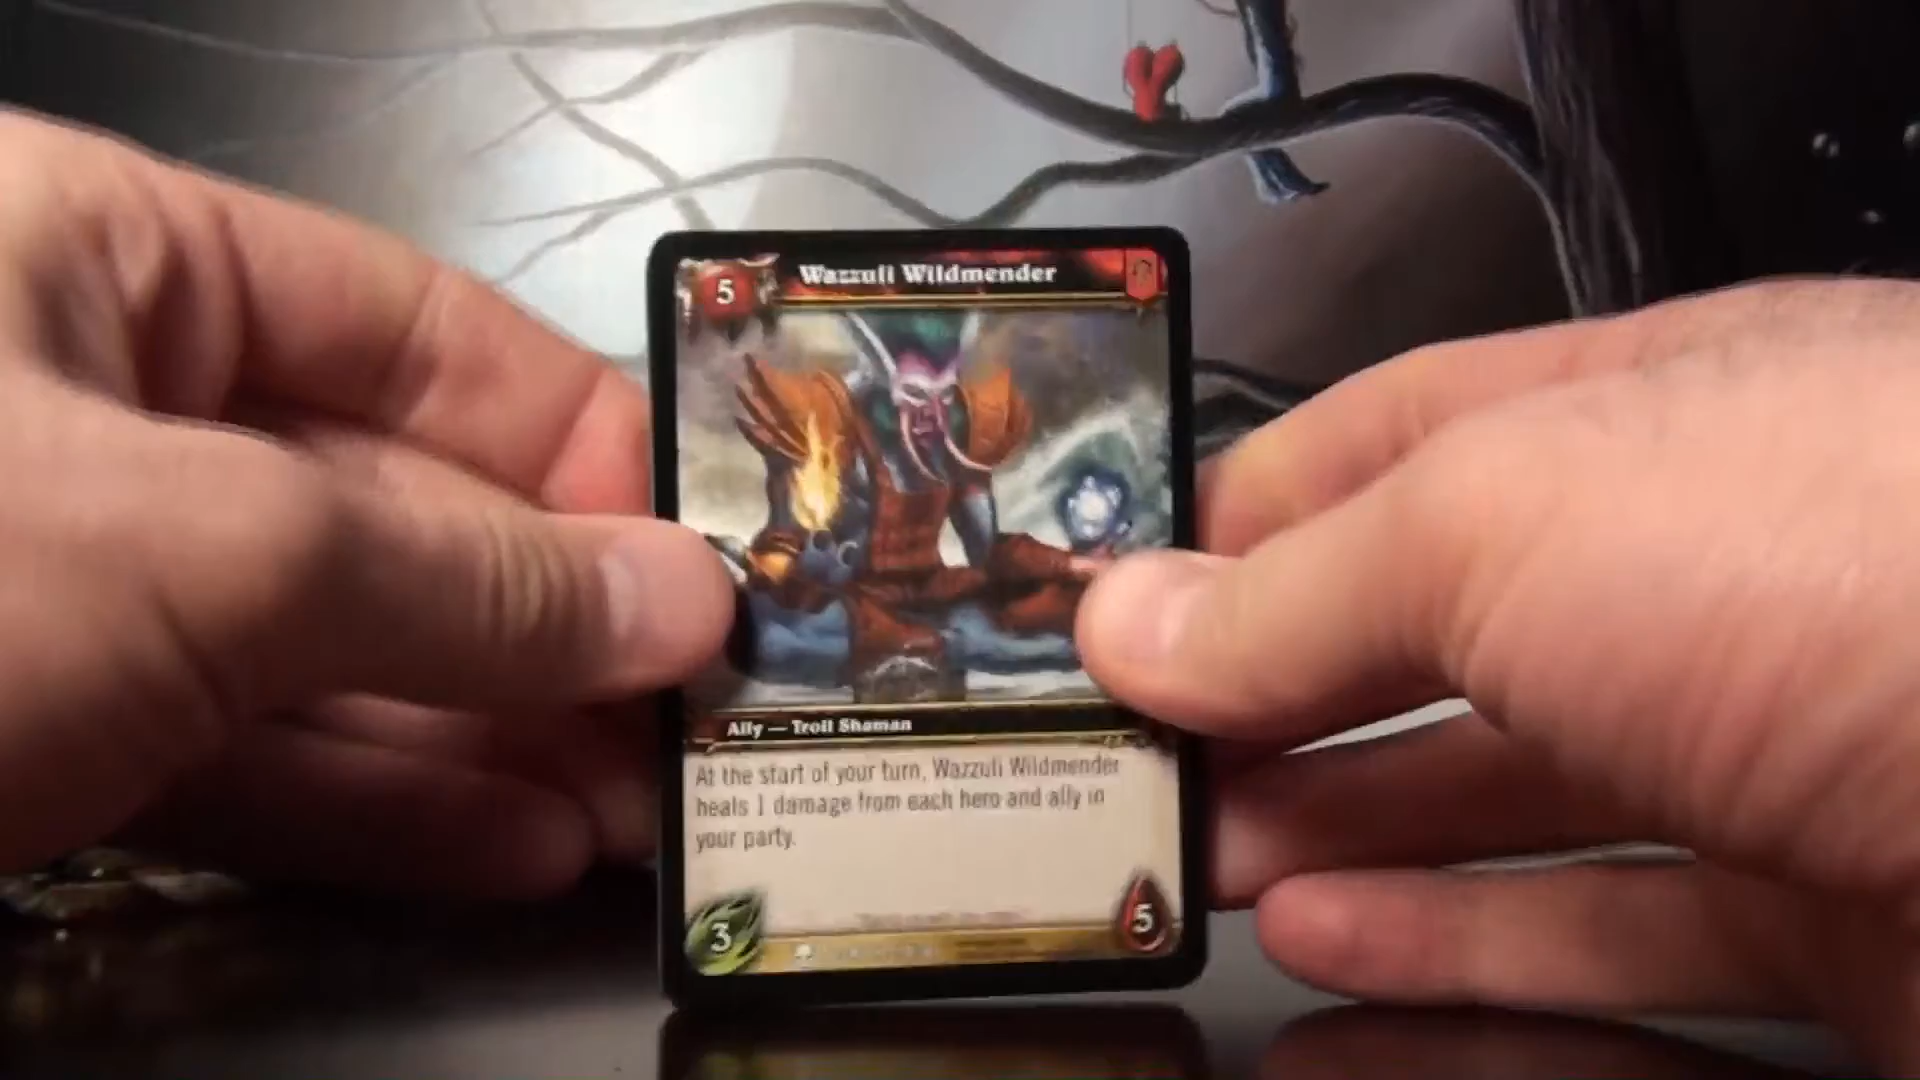 5
Wazzuli Wildmender
Ally — Troll Shaman
At the start of your turn, Wazzuli Wildmender
heals 1 damage from each hero and ally in
your party.
3
5